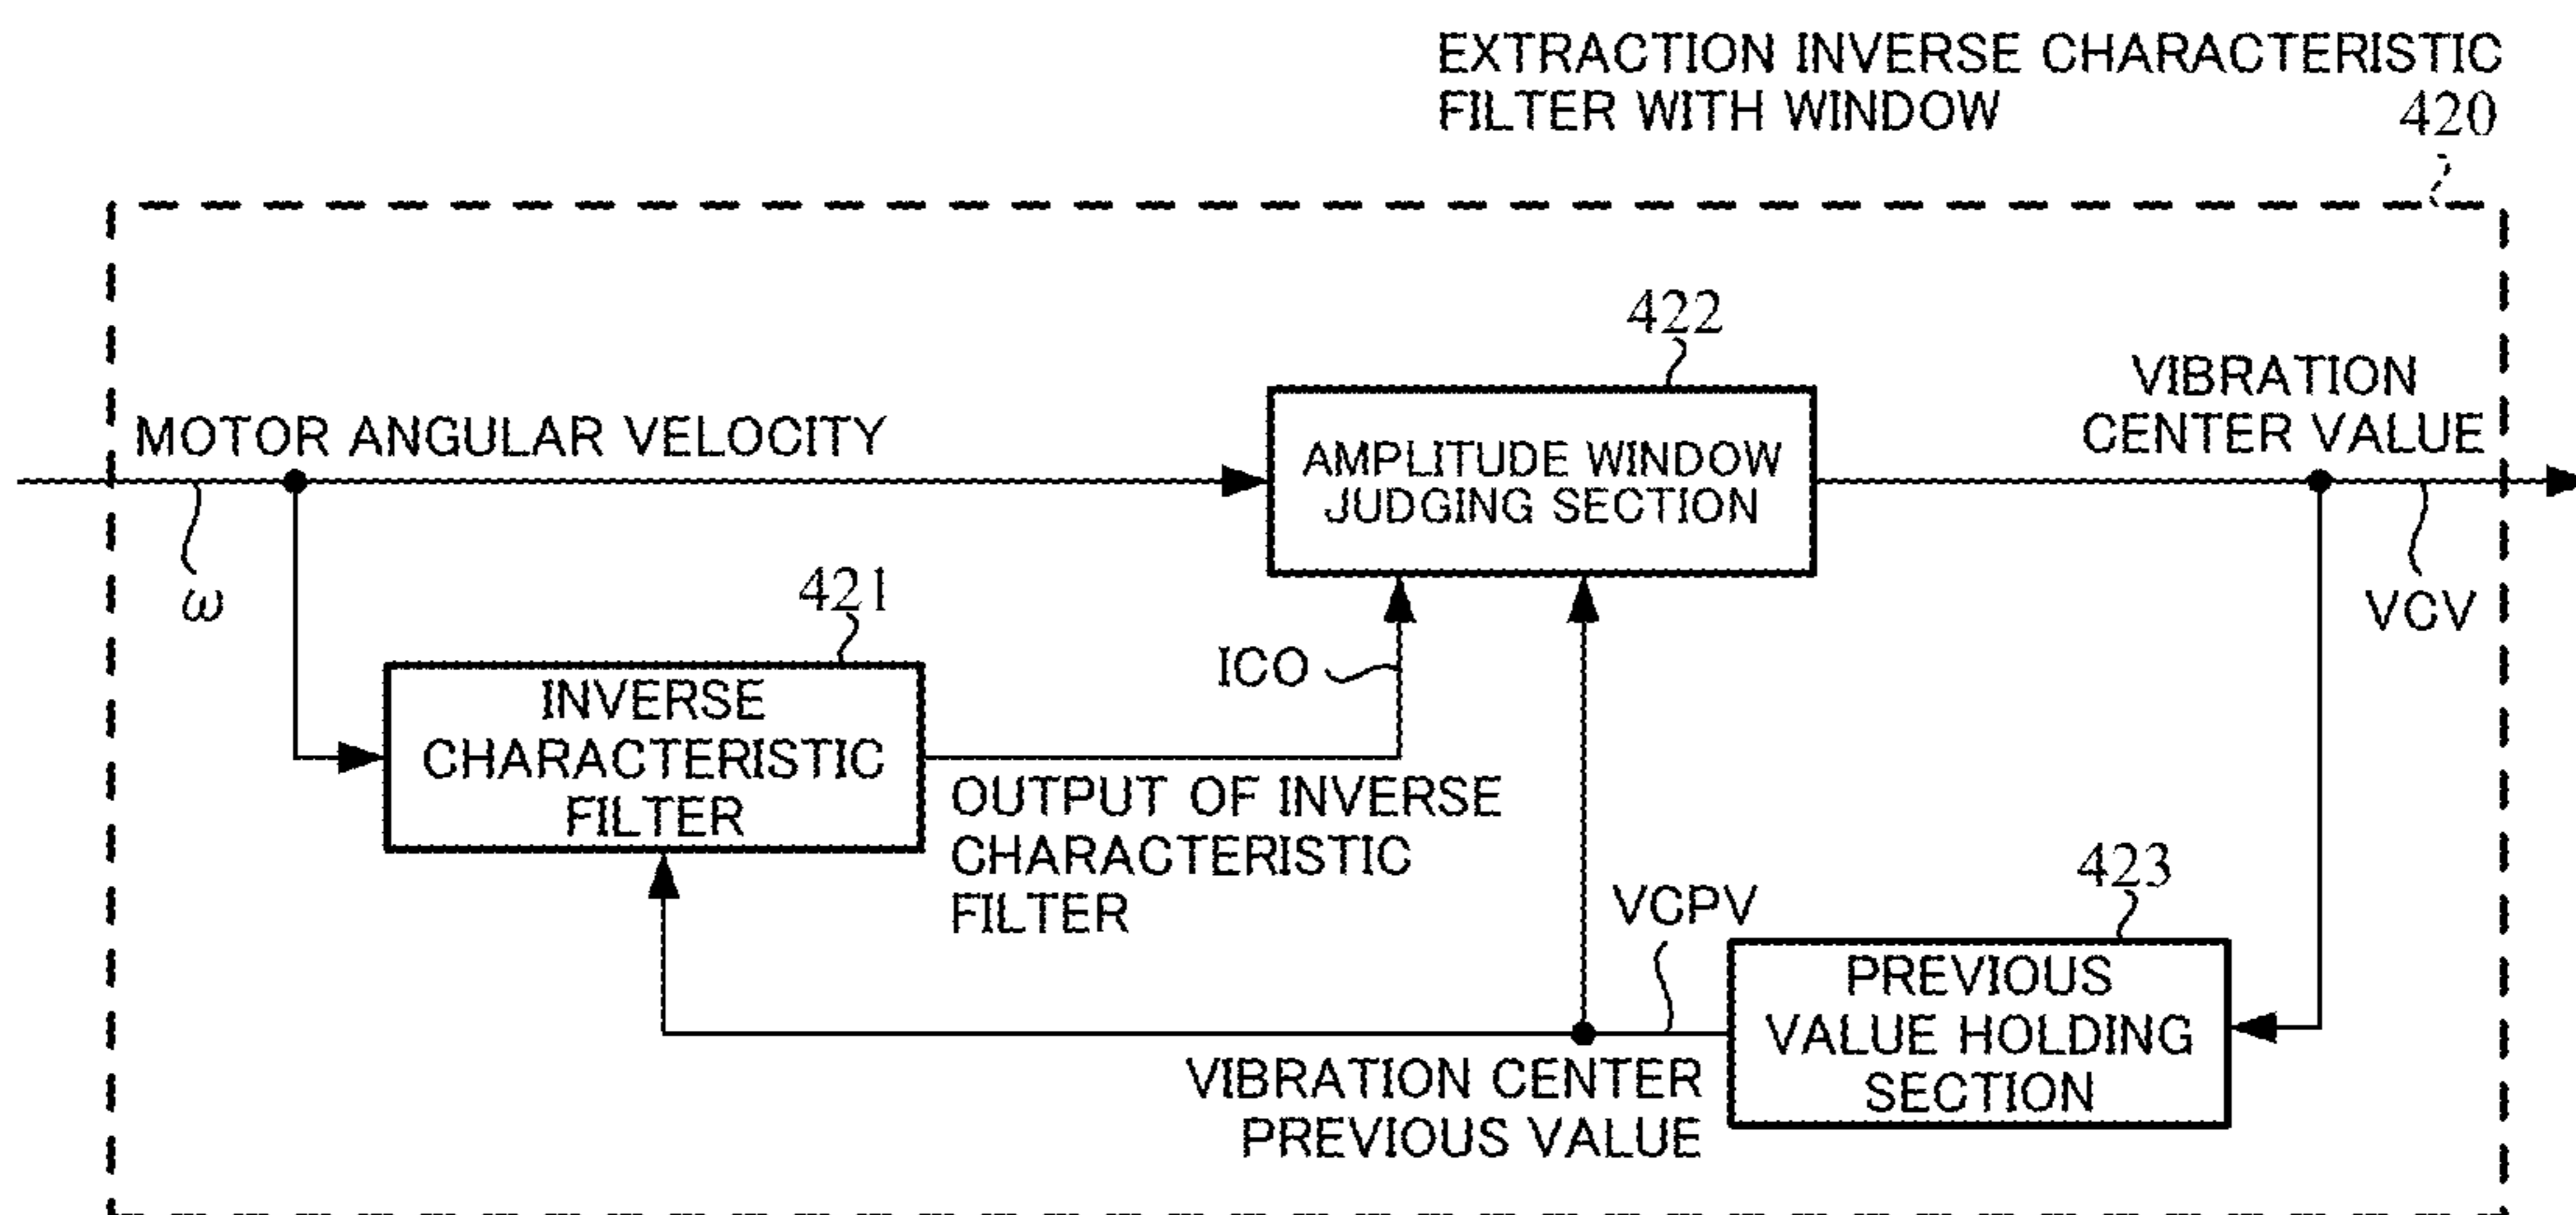 EXTRACTION INVERSE CHARACTERISTIC
FILTER WITH WINDOW
420
422
VIBRATION
CENTER VALUE
MOTOR ANGULAR VELOCITY
AMPLITUDE WINDOW
JUDGING SECTION
ω
421
VCV
ICO
INVERSE
CHARACTERISTIC
FILTER
OUTPUT OF INVERSE
CHARACTERISTIC
FILTER
VCPV
423
PREVIOUS
VALUE HOLDING
SECTION
VIBRATION CENTER
PREVIOUS VALUE